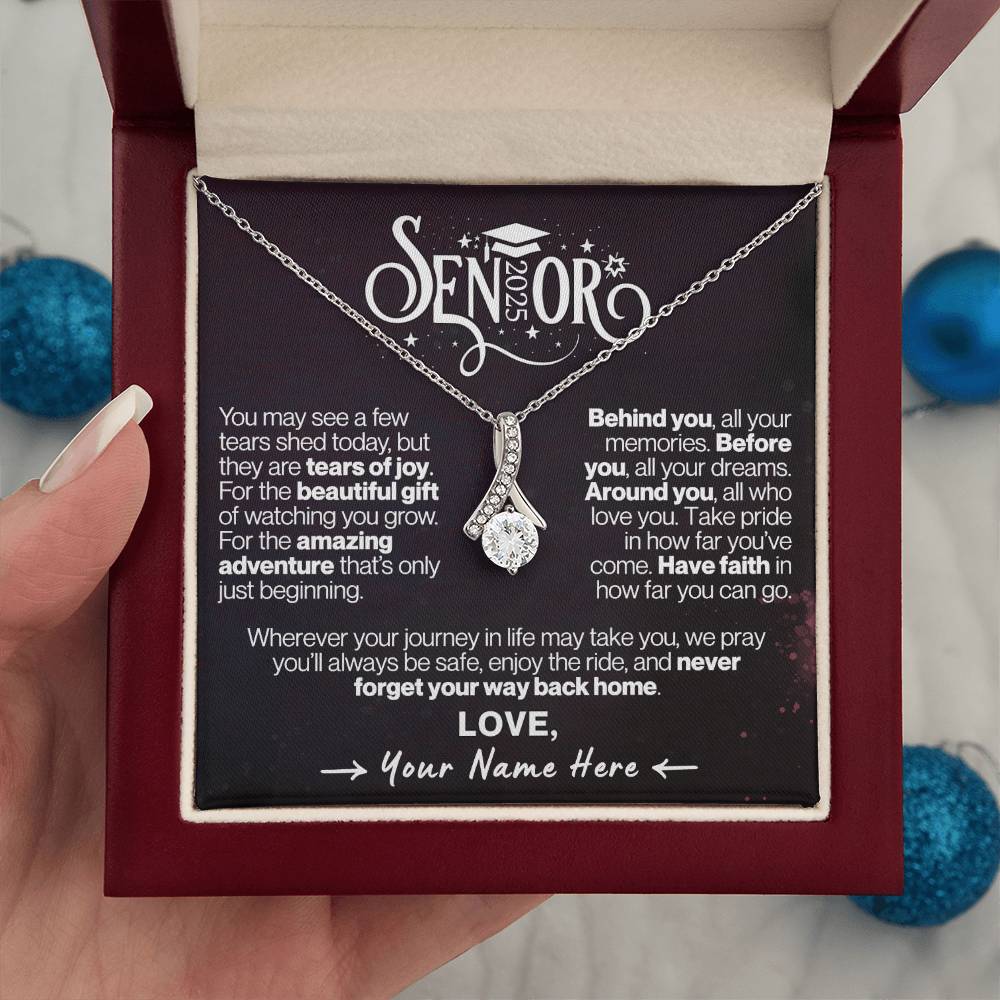 SENIOR
2025
You may see a few
tears shed today, but
they are tears of joy.
For the beautiful gift
of watching you grow.
For the amazing
adventure that's only
just beginning.
Behind you, all your
memories. Before
you, all your dreams.
Around you, all who
love you. Take pride
in how far you've
come. Have faith in
how far you can go.
Wherever your journey in life may take you, we pray
you'll always be safe, enjoy the ride, and never
forget your way back home.
LOVE,
Your Name Here